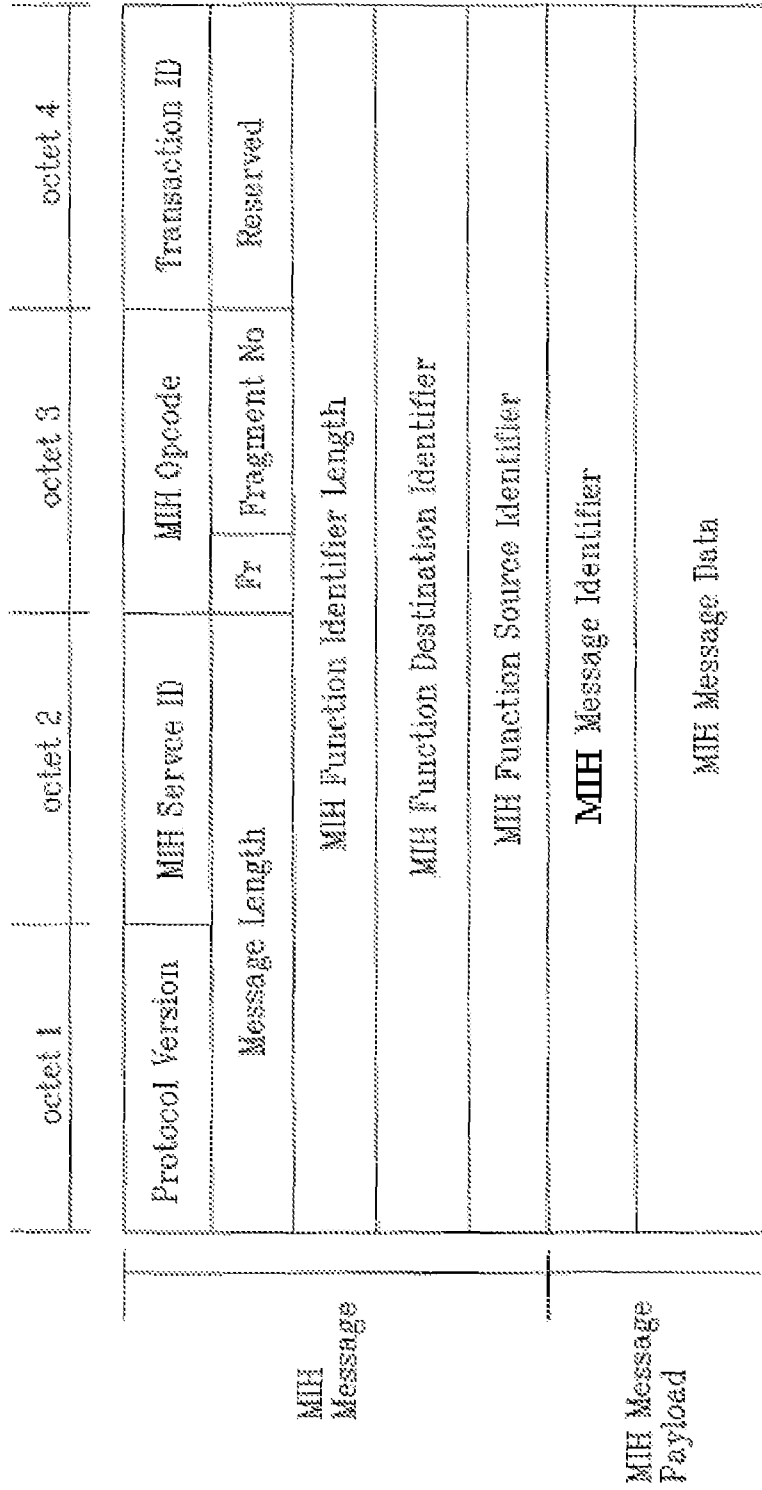 octet 1
octet 2
octet 3
octet 4
Protocol Version
MIH Servce ID
MIH Opcode
Transaction ID
Message Length
Fr
Fragment No
Reserved
MIH Function Identifier Length
MIH Function Destination Identifier
MIH Function Source Identifier
MIH Message Identifier
MIH Message Data
MIH
Message
MIH Message
Payload